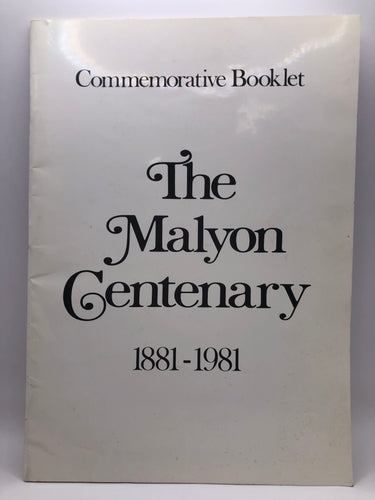 Commemorative Booklet
The
Malyon
Centenary
1881-1981